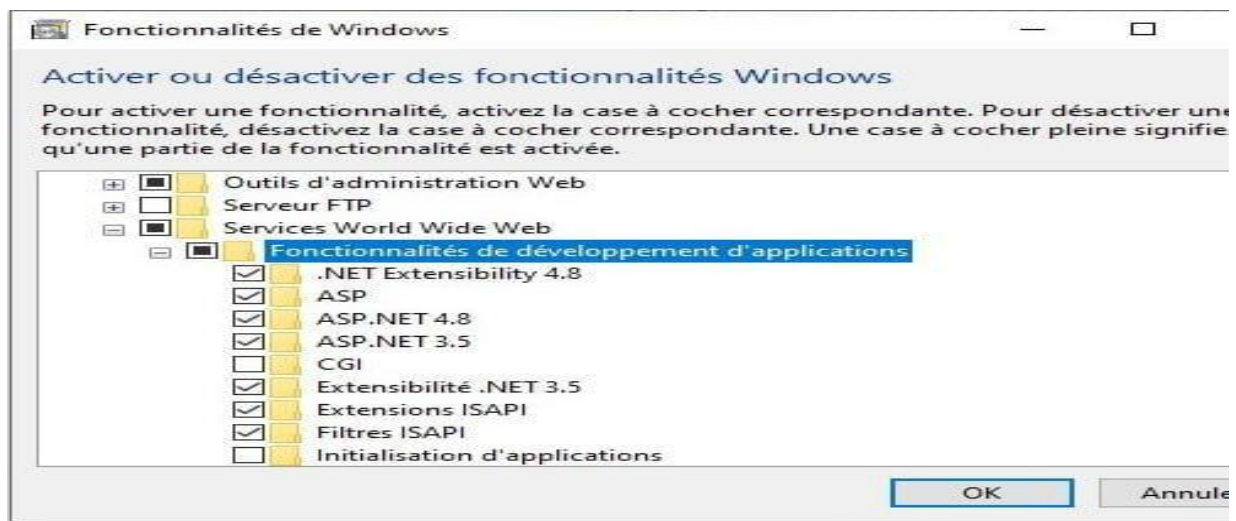 Fonctionnalités de Windows
Activer ou désactiver des fonctionnalités Windows
Pour activer une fonctionnalité, activez la case à cocher correspondante. Pour désactiver une
fonctionnalité, désactivez la case à cocher correspondante. Une case à cocher pleine signifie
qu'une partie de la fonctionnalité est activée.
Outils d'administration Web
Serveur FTP
Services World Wide Web
Fonctionnalités de développement d'applications
.NET Extensibility 4.8
ASP
ASP.NET 4.8
ASP.NET 3.5
CGI
Extensibilité .NET 3.5
Extensions ISAPI
Filtres ISAPI
Initialisation d'applications
OK
Annule